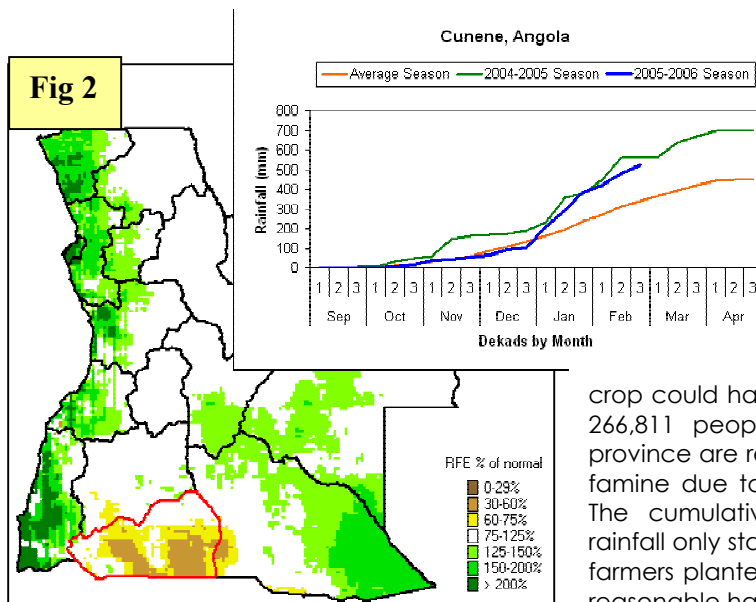 Fig 2
Cunene, Angola
Average Season 2004-2005 Season 2005-2006 Season
800
700
600
500
400
300
200
100
0
Rainfall (mm)
1 2 3 1 2 3 1 2 3 1 2 3 1 2 3 1 2 3 1 2 3 1 2 3
Sep Oct Nov Dec Jan Feb Mar Apr
Dekads by Month
RFE % of normal
0-29%
30-60%
60-75%
75-125%
125-150%
150-200%
> 200%
crop could ha
266,811 peop
province are re
famine due to
The cumulativ
rainfall only sta
farmers plante